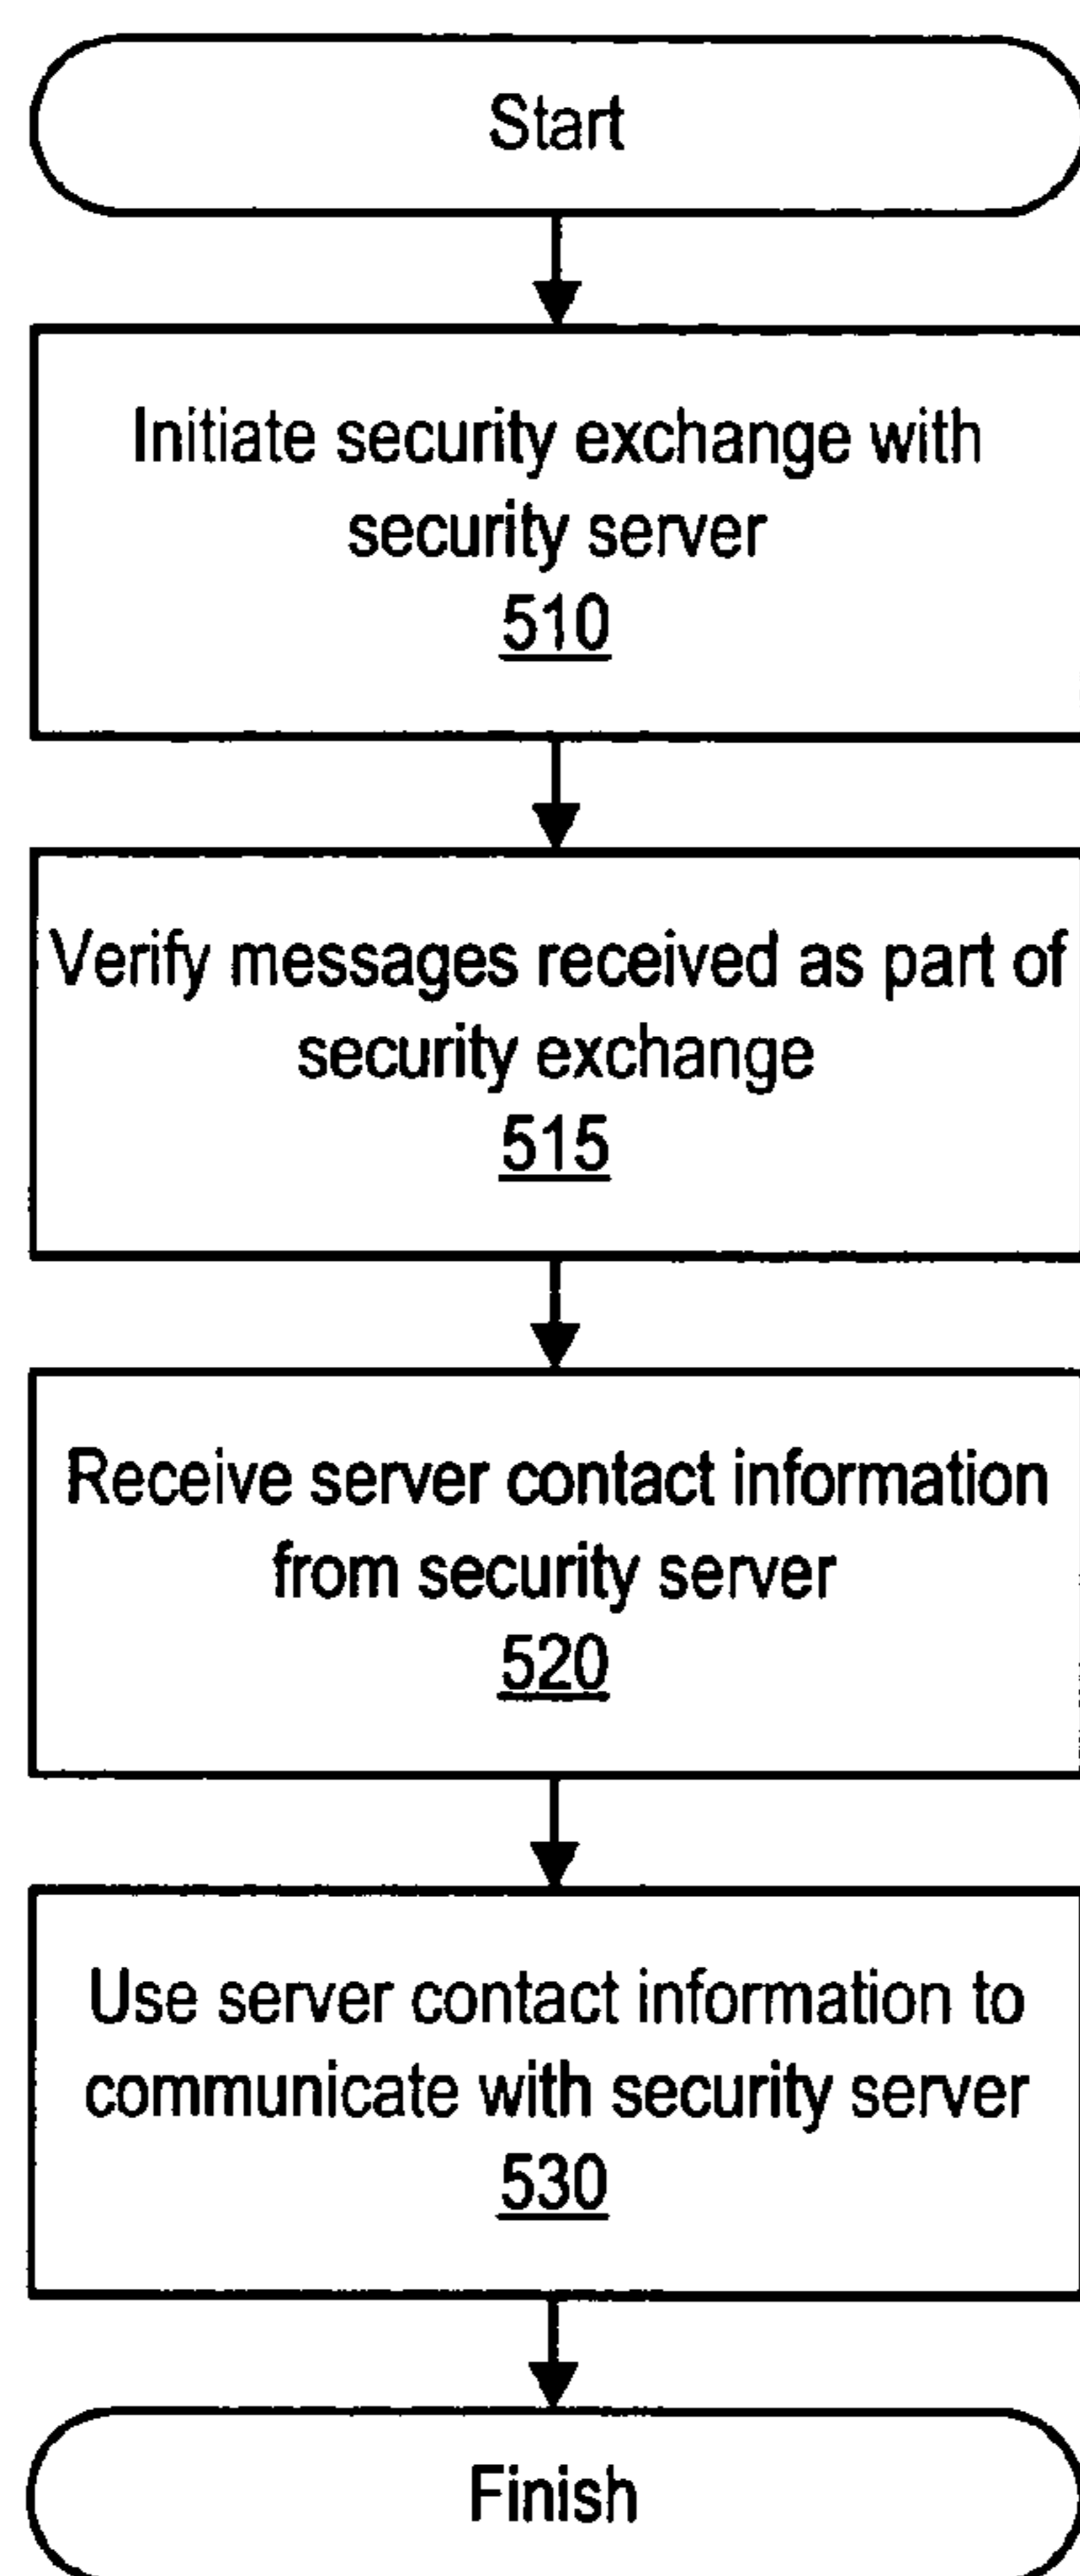 Start
Initiate security exchange with
security server
510
Verify messages received as part of
security exchange
515
Receive server contact information
from security server
520
Use server contact information to
communicate with security server
530
Finish